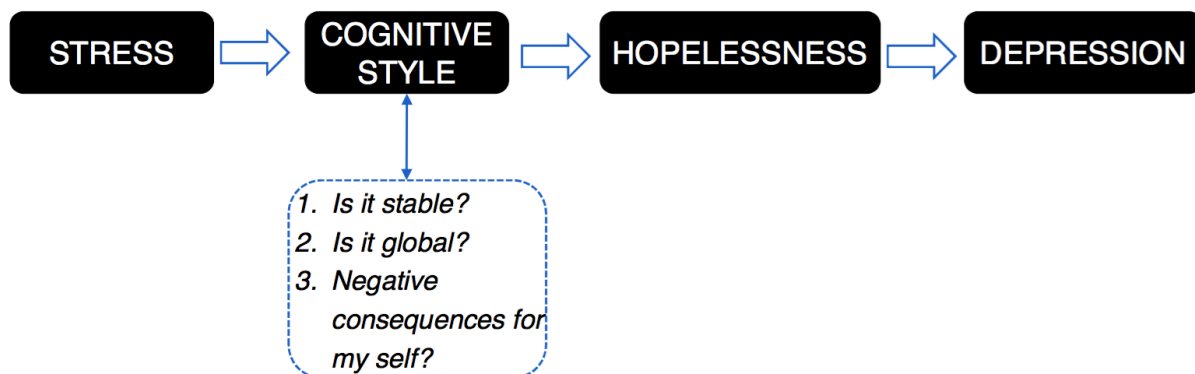 STRESS
COGNITIVE
STYLE
HOPELESSNESS
DEPRESSION
1. Is it stable?
2. Is it global?
3. Negative
consequences for
my self?